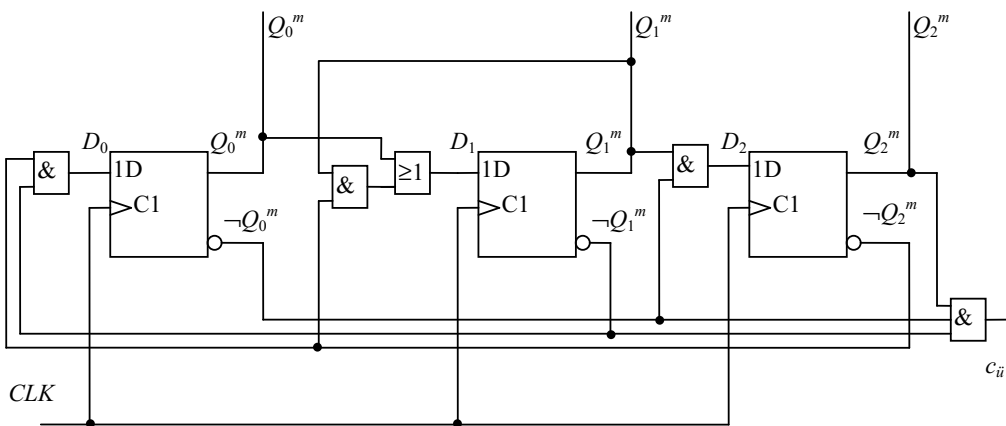 Q₀ᵐ Q₁ᵐ Q₂ᵐ
D₀ Q₀ᵐ D₁ Q₁ᵐ D₂ Q₂ᵐ
& 1D & ≥1 1D & 1D
C1 C1 C1
¬Q₀ᵐ ¬Q₁ᵐ ¬Q₂ᵐ
&
CLK cü